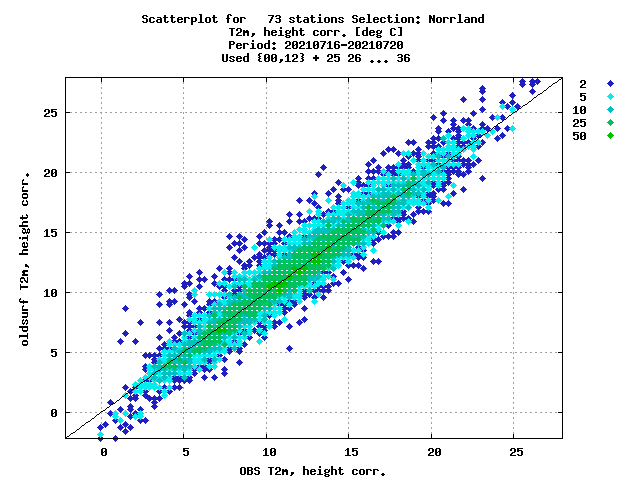 Scatterplot for   73 stations Selection: Norrland
T2m, height corr. [deg C]
Period: 20210716-20210720
Used {00,12} + 25 26 ... 36
2
5
10
25
50
25
20
15
10
5
0
oldsurf T2m, height corr.
0 5 10 15 20 25
OBS T2m, height corr.